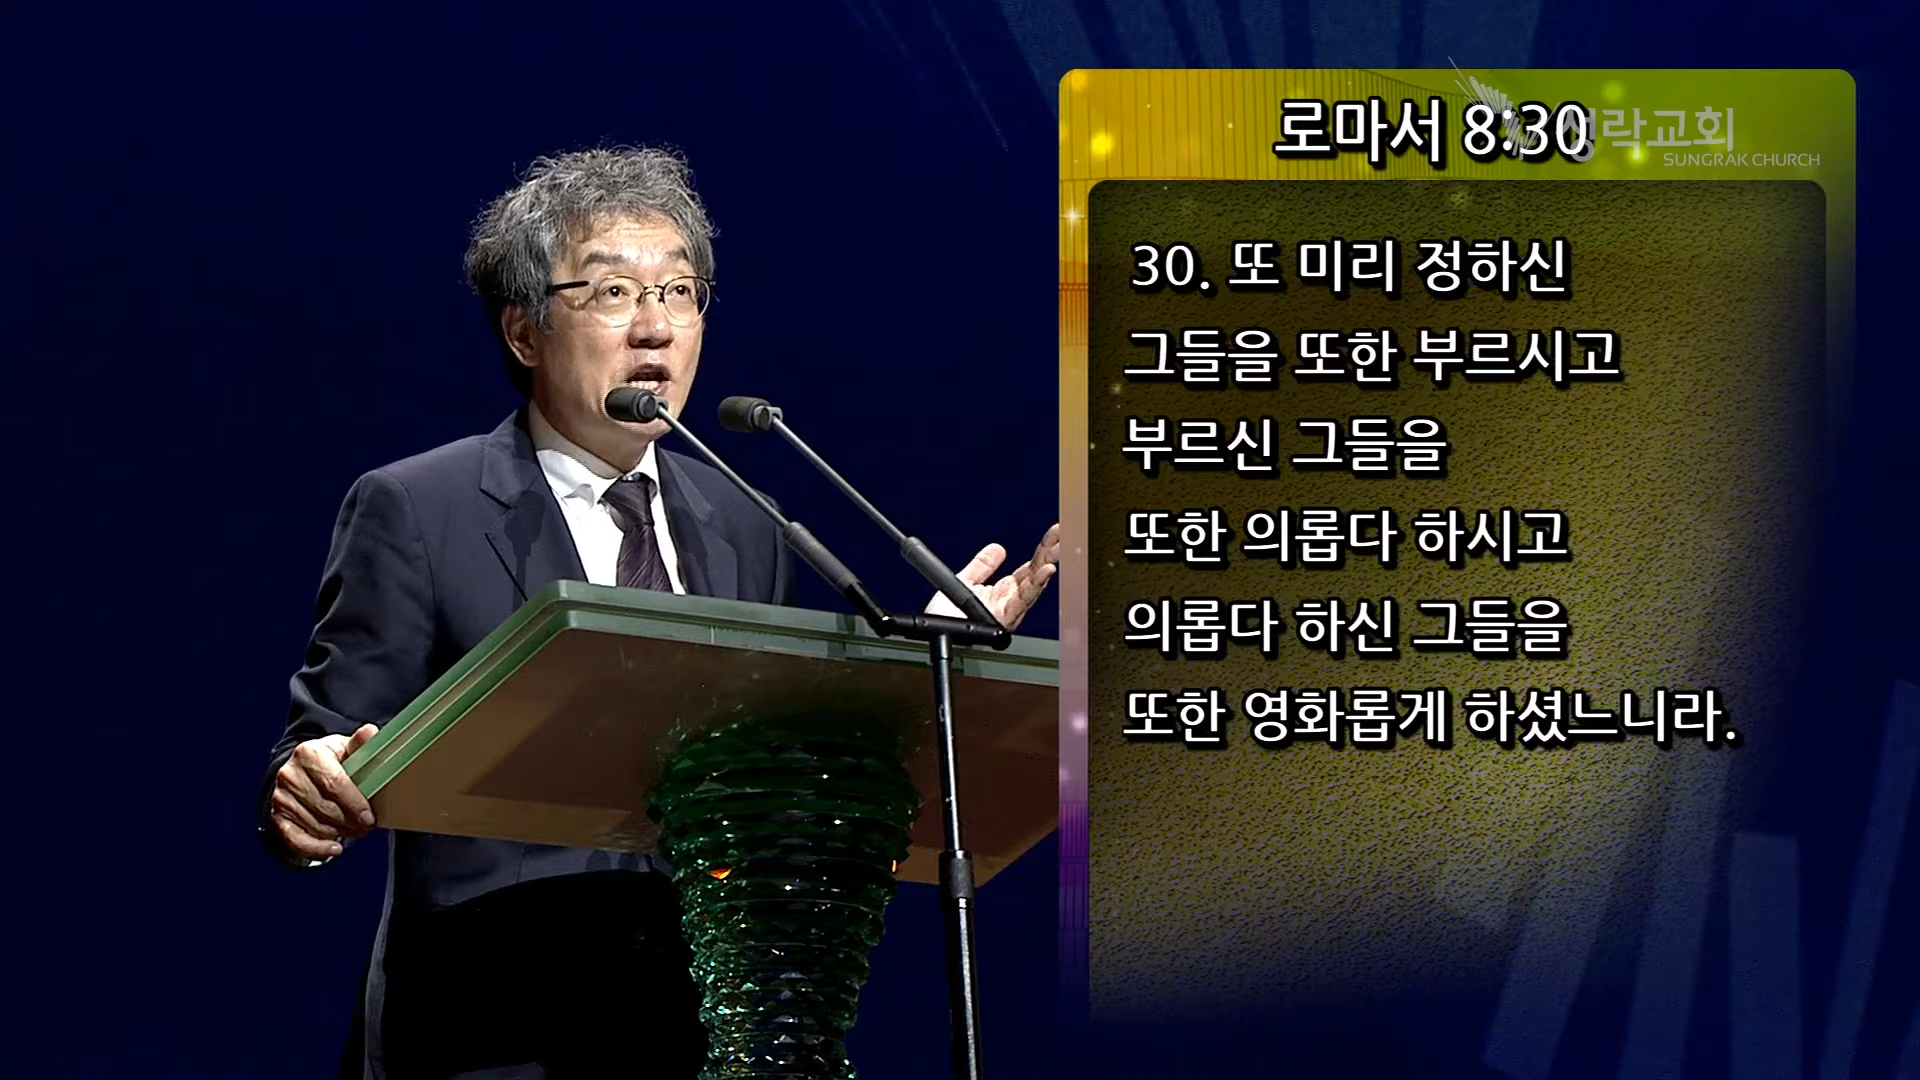 로마서 8:30
성락교회
SUNGRAK CHURCH
30. 또 미리 정하신
그들을 또한 부르시고
부르신 그들을
또한 의롭다 하시고
의롭다 하신 그들을
또한 영화롭게 하셨느니라.